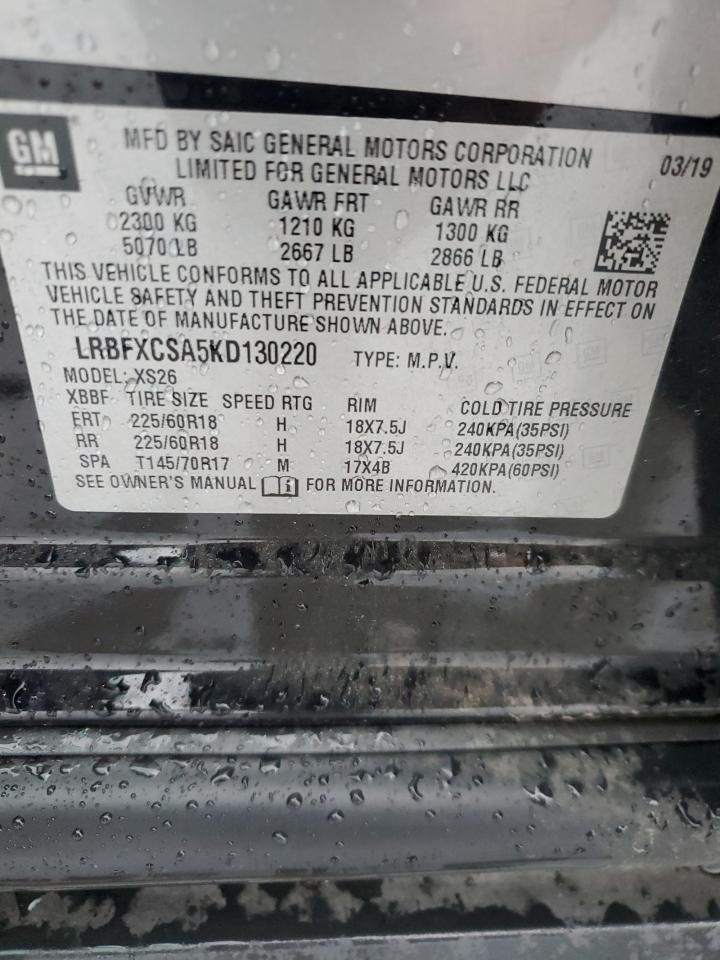 GM
MFD BY SAIC GENERAL MOTORS CORPORATION 03/19
LIMITED FOR GENERAL MOTORS LLC
GVWR GAWR FRT GAWR RR
2300 KG 1210 KG 1300 KG
5070 LB 2667 LB 2866 LB
THIS VEHICLE CONFORMS TO ALL APPLICABLE U.S. FEDERAL MOTOR
VEHICLE SAFETY AND THEFT PREVENTION STANDARDS IN EFFECT ON
THE DATE OF MANUFACTURE SHOWN ABOVE.
LRBFXCSA5KD130220 TYPE: M.P.V.
MODEL: XS26
XBBF TIRE SIZE SPEED RTG RIM COLD TIRE PRESSURE
FRT 225/60R18 H 18X7.5J 240KPA(35PSI)
RR 225/60R18 H 18X7.5J 240KPA(35PSI)
SPA T145/70R17 M 17X4B 420KPA(60PSI)
SEE OWNER'S MANUAL i FOR MORE INFORMATION.